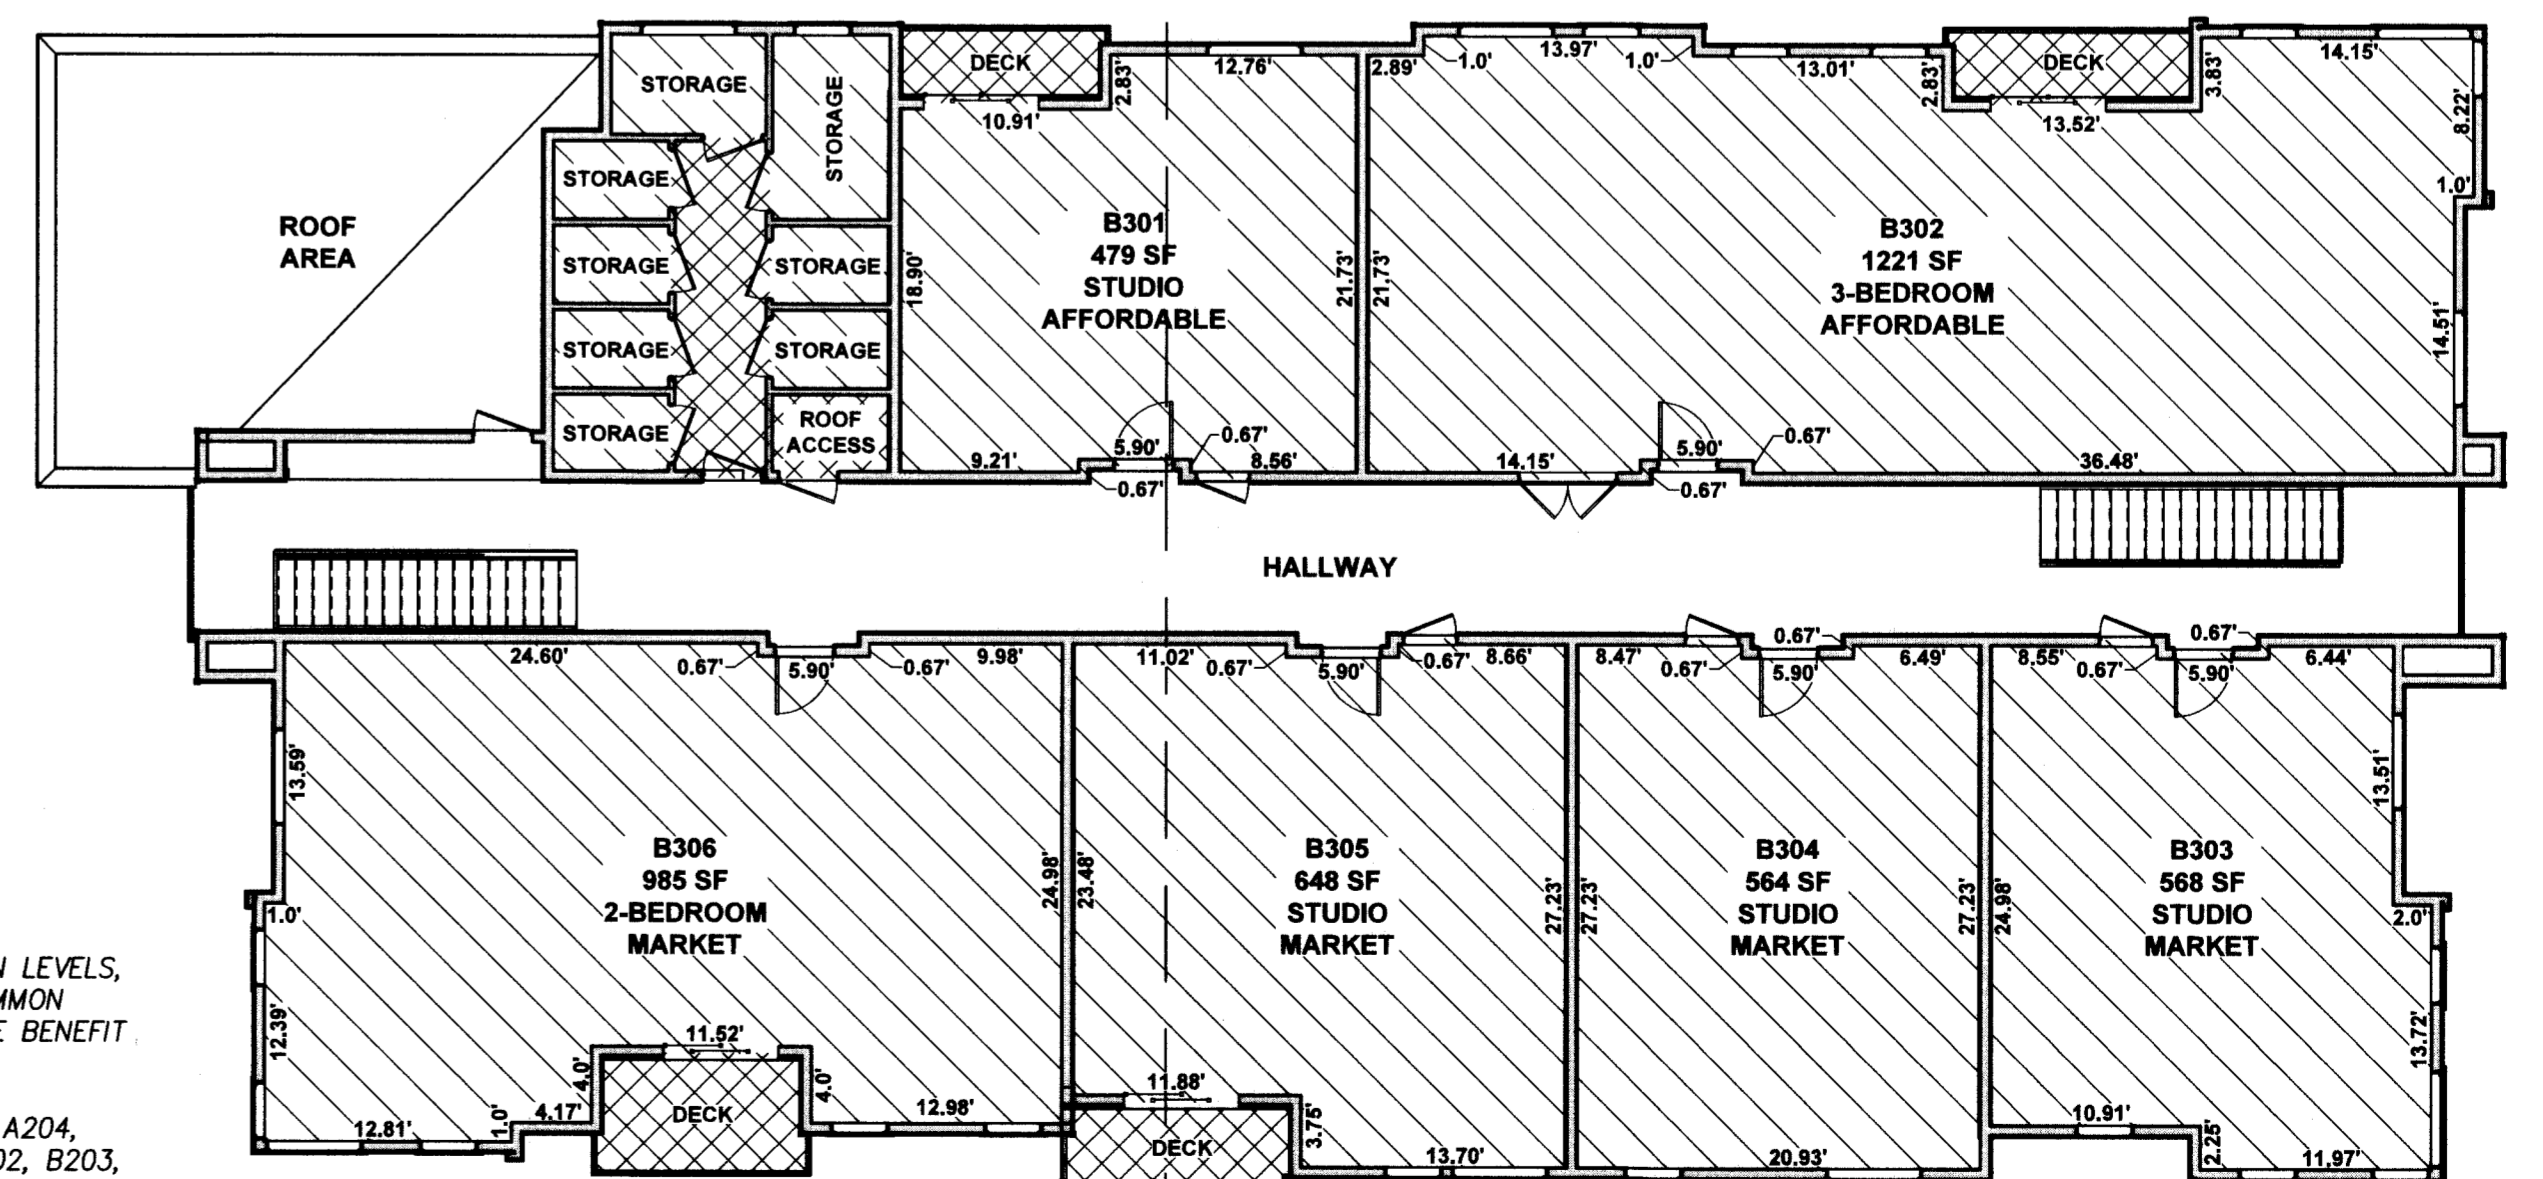 STORAGE
STORAGE
STORAGE
STORAGE
STORAGE
STORAGE
STORAGE
STORAGE
ROOF
ACCESS
ROOF
AREA
DECK
12.76'
2.83'
10.91'
18.90'
B301
479 SF
STUDIO
AFFORDABLE
21.73'
9.21'
5.90'
0.67'
8.56'
0.67'
2.89'
1.0'
13.97'
1.0'
13.01'
2.83'
DECK
13.52'
3.83'
14.15'
8.22'
1.0'
21.73'
B302
1221 SF
3-BEDROOM
AFFORDABLE
14.51'
14.15'
5.90'
0.67'
0.67'
36.48'
HALLWAY
24.60'
0.67'
5.90'
0.67'
9.98'
13.59'
B306
985 SF
2-BEDROOM
MARKET
24.98'
1.0'
12.39'
12.81'
1.0'
4.17'
4.0'
11.52'
DECK
4.0'
12.98'
11.02'
0.67'
5.90'
0.67'
8.66'
23.48'
B305
648 SF
STUDIO
MARKET
27.23'
11.88'
DECK
3.75'
13.70'
8.47'
0.67'
0.67'
5.90'
6.49'
27.23'
B304
564 SF
STUDIO
MARKET
27.23'
20.93'
8.55'
0.67'
0.67'
5.90'
6.44'
13.51'
24.98'
B303
568 SF
STUDIO
MARKET
2.0'
13.72'
10.91'
2.25'
11.97'
N LEVELS,
MMON
E BENEFIT
A204,
02, B203,